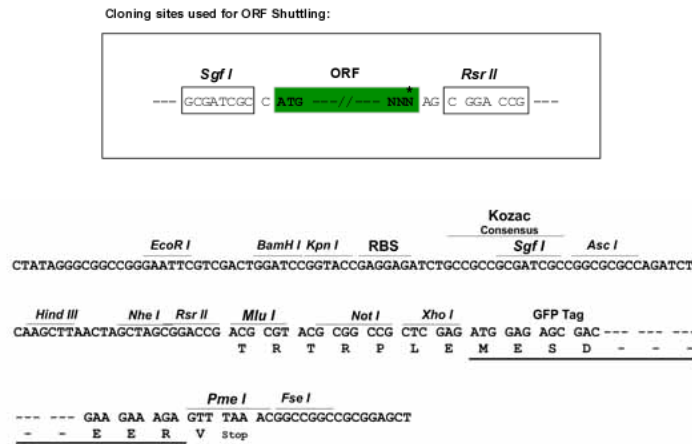 Cloning sites used for ORF Shuttling:
Sgf I ORF Rsr II
--- GCGATCGC C ATG ---//--- NNN* AG C GGA CCG ---
Kozac
Consensus
EcoR I BamH I Kpn I RBS Sgf I Asc I
CTATAGGGCGGCCGGGAATTCGTCGACTGGATCCGGTACCGAGGAGATCTGCCGCCGCGATCGCCGGCGCGCCAGATCT
Hind III Nhe I Rsr II Mlu I Not I Xho I GFP Tag
CAAGCTTAACTAGCTAGCGGACCG ACG CGT ACG CGG CCG CTC GAG ATG GAG AGC GAC--- --- ---
T R T R P L E M E S D - - -
Pme I Fse I
--- --- GAA GAA AGA GTT TAA ACGGCCGGCCGCGGAGCT
- - E E R V Stop